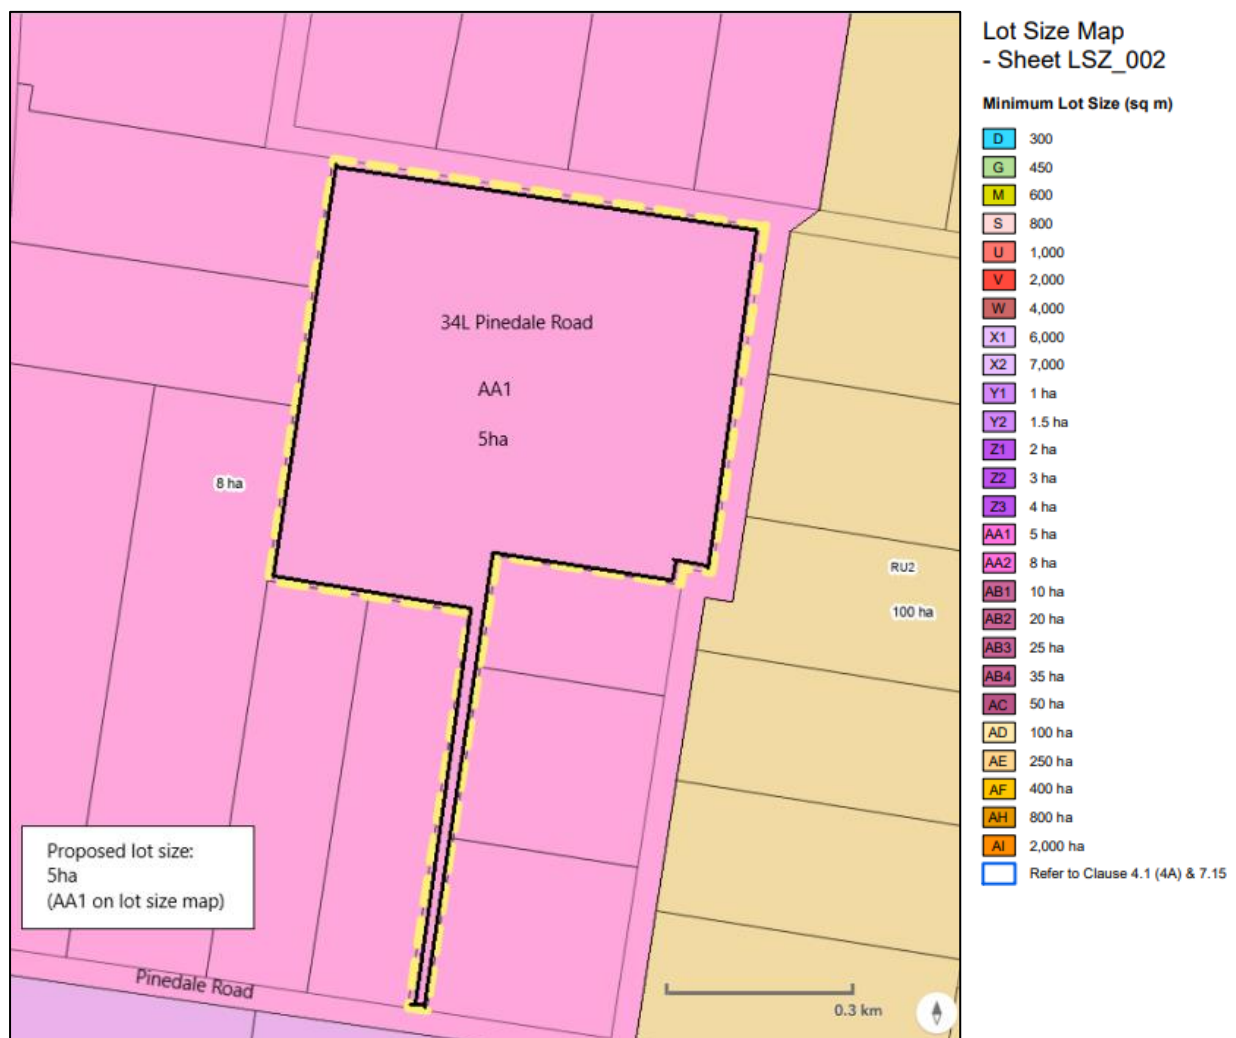 Lot Size Map
- Sheet LSZ_002
Minimum Lot Size (sq m)
D 300
G 450
M 600
S 800
U 1,000
V 2,000
W 4,000
X1 6,000
X2 7,000
Y1 1 ha
Y2 1.5 ha
Z1 2 ha
Z2 3 ha
Z3 4 ha
AA1 5 ha
AA2 8 ha
AB1 10 ha
AB2 20 ha
AB3 25 ha
AB4 35 ha
AC 50 ha
AD 100 ha
AE 250 ha
AF 400 ha
AH 800 ha
AI 2,000 ha
Refer to Clause 4.1 (4A) & 7.15
34L Pinedale Road
AA1
5ha
8 ha
RU2
100 ha
Proposed lot size:
5ha
(AA1 on lot size map)
Pinedale Road
0.3 km